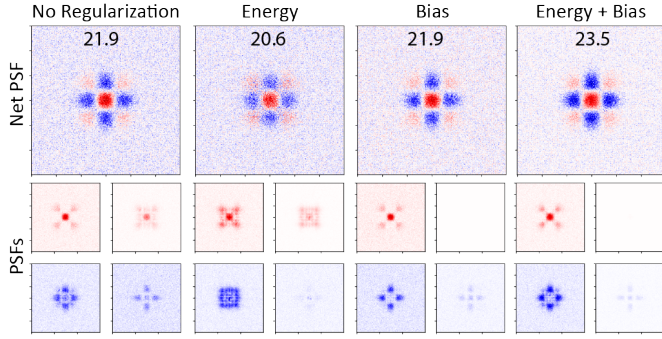 No Regularization Energy Bias Energy + Bias
21.9 20.6 21.9 23.5
Net PSF
PSFs